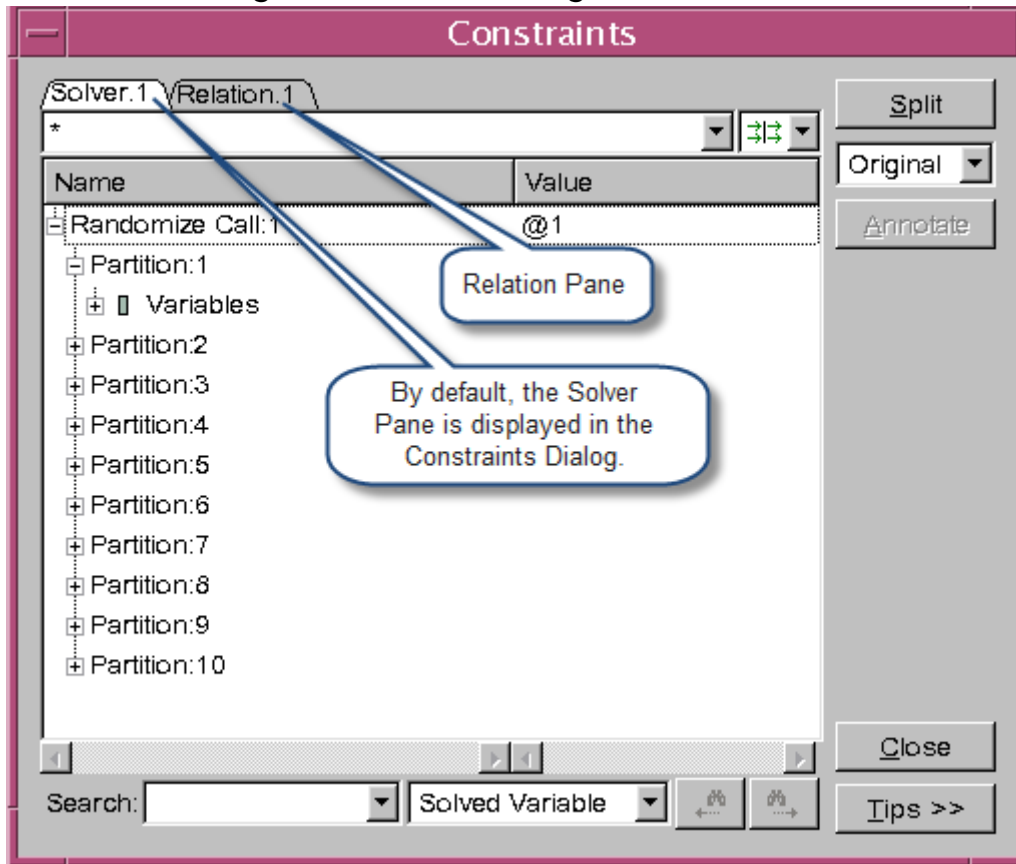 Constraints
Solver.1
Relation.1
*
Split
Original
Annotate
Name
Value
Randomize Call:1
@1
Partition:1
Variables
Relation Pane
Partition:2
Partition:3
By default, the Solver
Pane is displayed in the
Constraints Dialog.
Partition:4
Partition:5
Partition:6
Partition:7
Partition:8
Partition:9
Partition:10
Close
Search:
Solved Variable
Tips >>